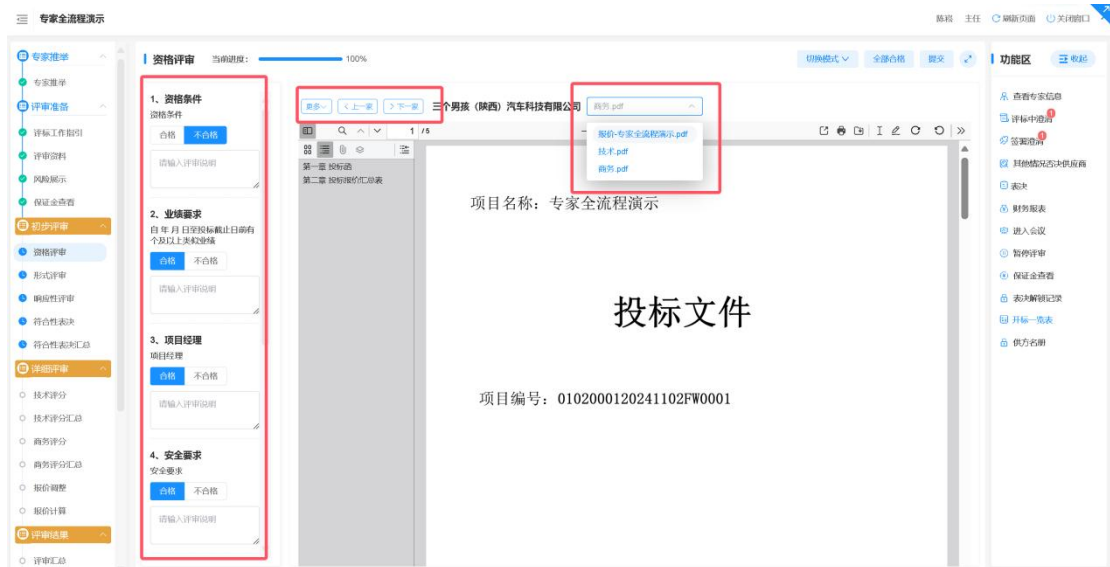 专家全流程演示
陈崧 主任 刷新页面 关闭窗口
专家推举
专家推举
评审准备
评标工作指引
评审资料
风险展示
保证金查看
初步评审
资格评审
形式评审
响应性评审
符合性表决
符合性表决汇总
详细评审
技术评分
技术评分汇总
商务评分
商务评分汇总
报价调整
报价计算
评审结果
评审汇总
资格评审 当前进度： 100%
切换模式 全部合格 提交
1、资格条件
资格条件
合格 不合格
请输入评审说明
2、业绩要求
自 年 月 日至投标截止日前有
个及以上类似业绩
合格 不合格
请输入评审说明
3、项目经理
项目经理
合格 不合格
请输入评审说明
4、安全要求
安全要求
合格 不合格
请输入评审说明
更多 上一家 下一家 三个男孩（陕西）汽车科技有限公司 商务.pdf
报价-专家全流程演示.pdf
技术.pdf
商务.pdf
1 /5
第一章 投标函
第二章 投标报价汇总表
项目名称：专家全流程演示
投标文件
项目编号：0102000120241102FW0001
功能区 收起
查看专家信息
评标中澄清 1
签辑澄清 1
其他情况否决供应商
表决
财务报表
进入会议
暂停评审
保证金查看
表决解锁记录
开标一览表
供方名册